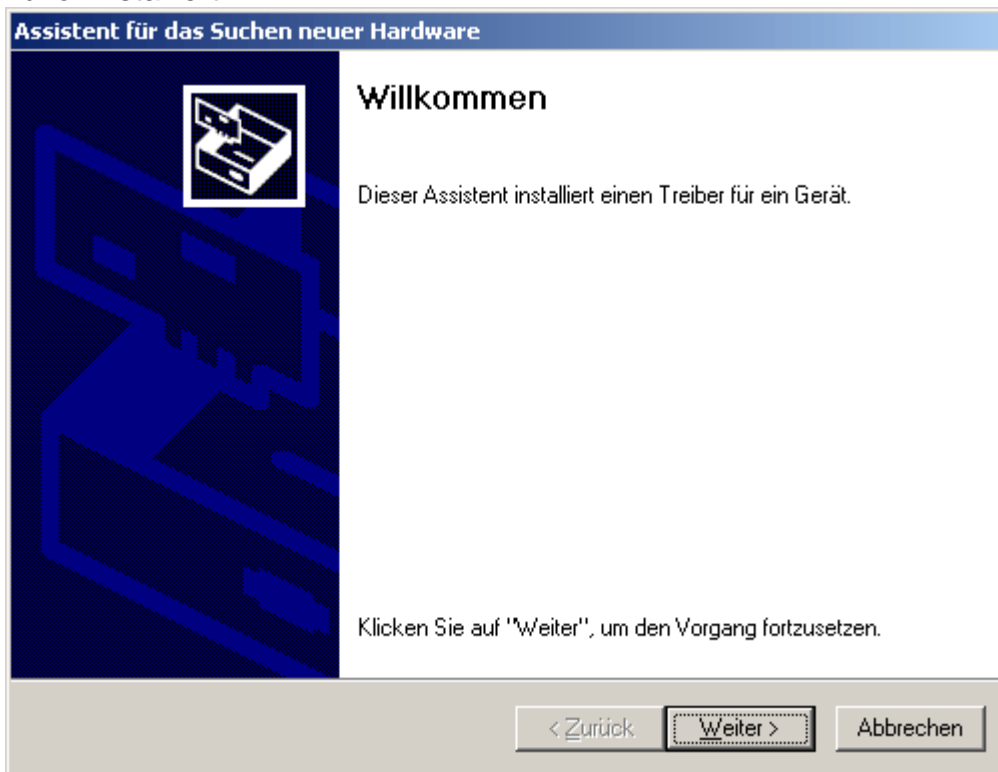 Assistent für das Suchen neuer Hardware
Willkommen
Dieser Assistent installiert einen Treiber für ein Gerät.
Klicken Sie auf "Weiter", um den Vorgang fortzusetzen.
< Zurück Weiter > Abbrechen